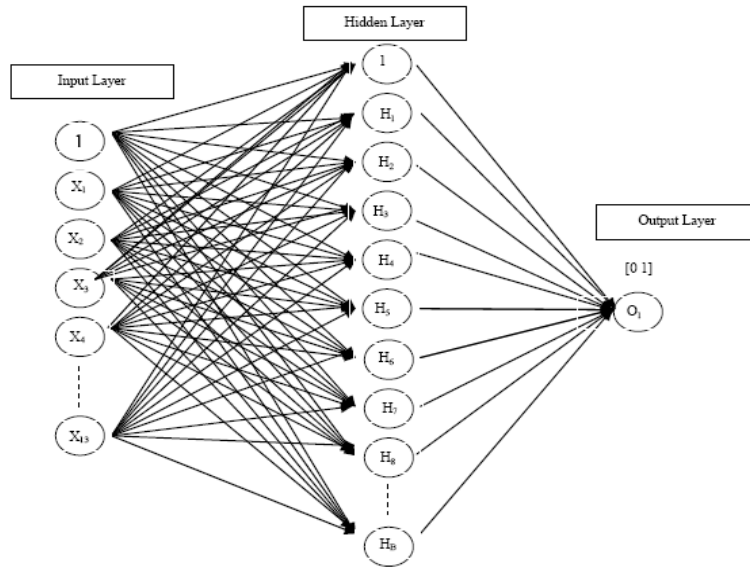 Hidden Layer
Input Layer
Output Layer
1
X₁
X₂
X₃
X₄
X₁₃
1
H₁
H₂
H₃
H₄
H₅
H₆
H₇
H₈
H_B
[0 1]
O₁